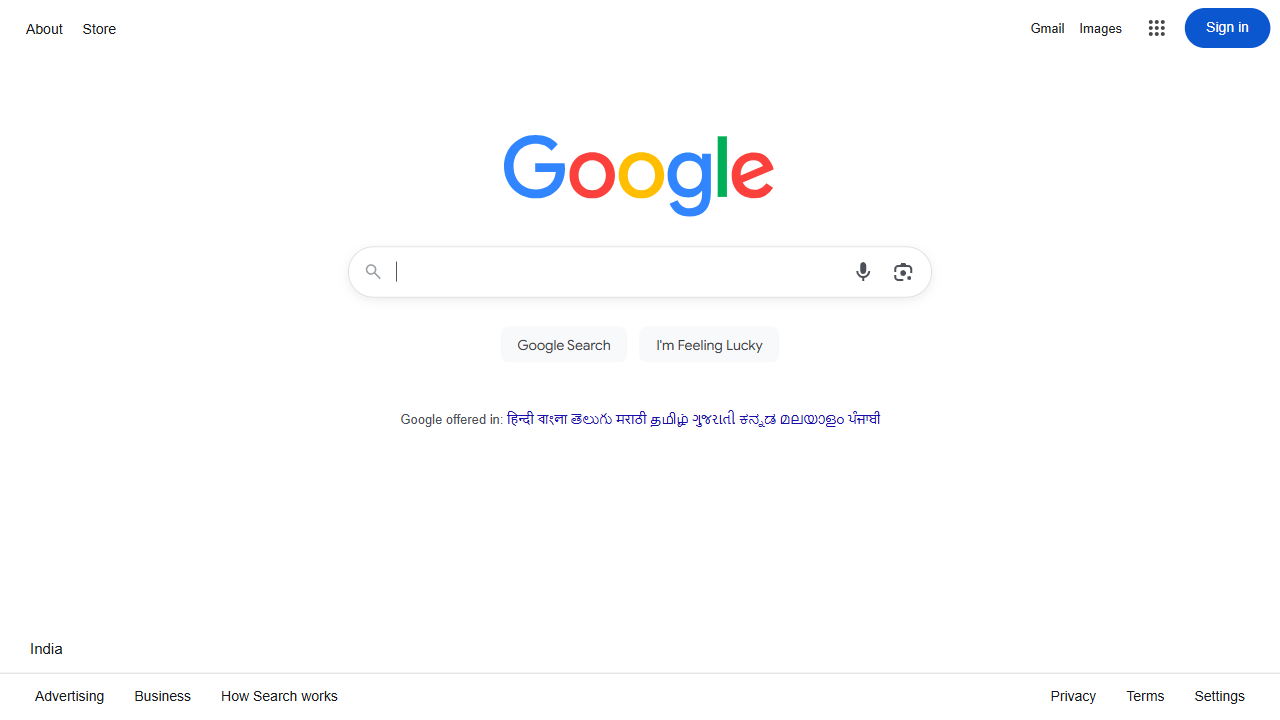 About Store Gmail Images Sign in
Google
Google Search I'm Feeling Lucky
Google offered in: हिन्दी বাংলা తెలుగు मराठी தமிழ் ગુજરાતી ಕನ್ನಡ മലയാളം ਪੰਜਾਬੀ
India
Advertising Business How Search works Privacy Terms Settings